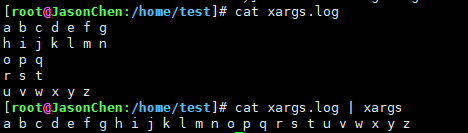 [root@JasonChen:/home/test]# cat xargs.log
a b c d e f g
h i j k l m n
o p q
r s t
u v w x y z
[root@JasonChen:/home/test]# cat xargs.log | xargs
a b c d e f g h i j k l m n o p q r s t u v w x y z